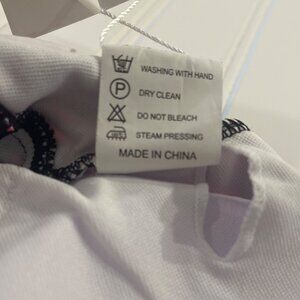 WASHING WITH HAND
P DRY CLEAN
DO NOT BLEACH
STEAM PRESSING
MADE IN CHINA